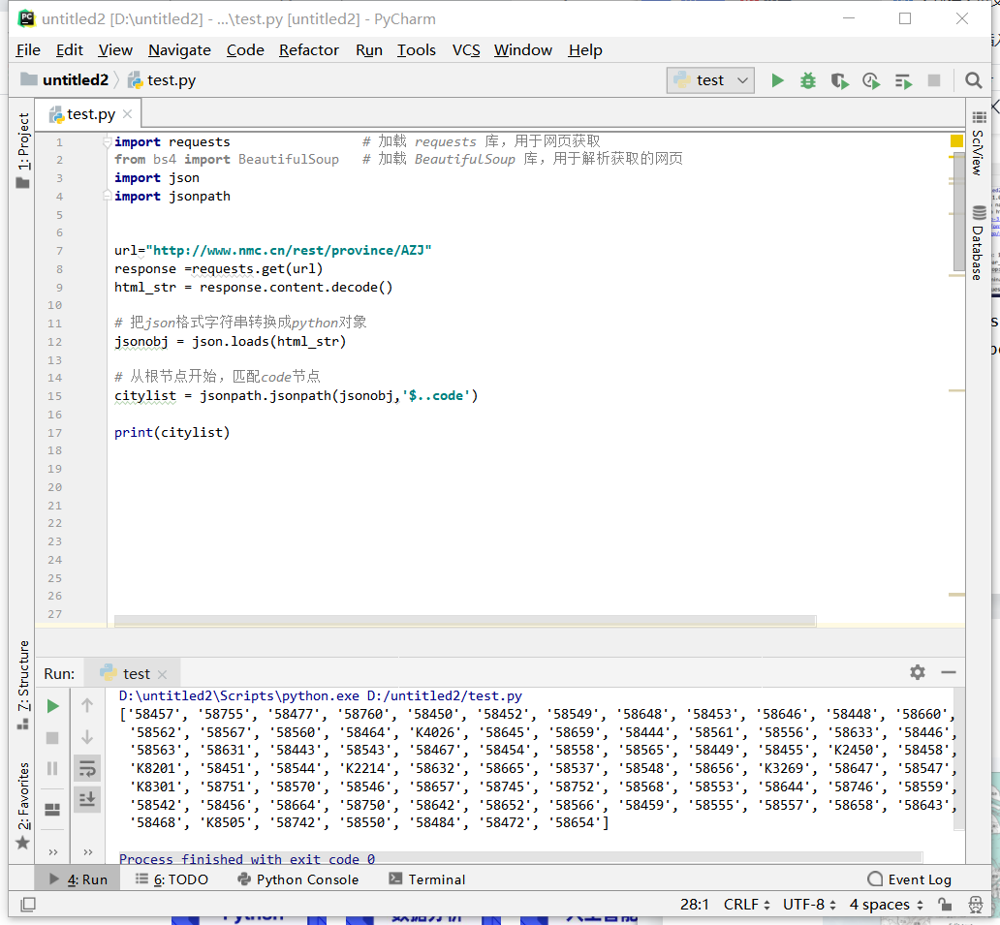 untitled2 [D:\untitled2] - ...\test.py [untitled2] - PyCharm
File Edit View Navigate Code Refactor Run Tools VCS Window Help
untitled2 test.py test
test.py
1: Project
SciView
Database
1 import requests # 加载 requests 库，用于网页获取
2 from bs4 import BeautifulSoup # 加载 BeautifulSoup 库，用于解析获取的网页
3 import json
4 import jsonpath
5
6
7 url="http://www.nmc.cn/rest/province/AZJ"
8 response =requests.get(url)
9 html_str = response.content.decode()
10
11 # 把json格式字符串转换成python对象
12 jsonobj = json.loads(html_str)
13
14 # 从根节点开始，匹配code节点
15 citylist = jsonpath.jsonpath(jsonobj,'$..code')
16
17 print(citylist)
18
19
20
21
22
23
24
25
26
27
Z: Structure
2: Favorites
Run: test
D:\untitled2\Scripts\python.exe D:/untitled2/test.py
['58457', '58755', '58477', '58760', '58450', '58452', '58549', '58648', '58453', '58646', '58448', '58660',
'58562', '58567', '58560', '58464', 'K4026', '58645', '58659', '58444', '58561', '58556', '58633', '58446',
'58563', '58631', '58443', '58543', '58467', '58454', '58558', '58565', '58449', '58455', 'K2450', '58458',
'K8201', '58451', '58544', 'K2214', '58632', '58665', '58537', '58548', '58656', 'K3269', '58647', '58547',
'K8301', '58751', '58570', '58546', '58657', '58745', '58752', '58568', '58553', '58644', '58746', '58559',
'58542', '58456', '58664', '58750', '58642', '58652', '58566', '58459', '58555', '58557', '58658', '58643',
'58468', 'K8505', '58742', '58550', '58484', '58472', '58654']
Process finished with exit code 0
4: Run 6: TODO Python Console Terminal Event Log
28:1 CRLF UTF-8 4 spaces